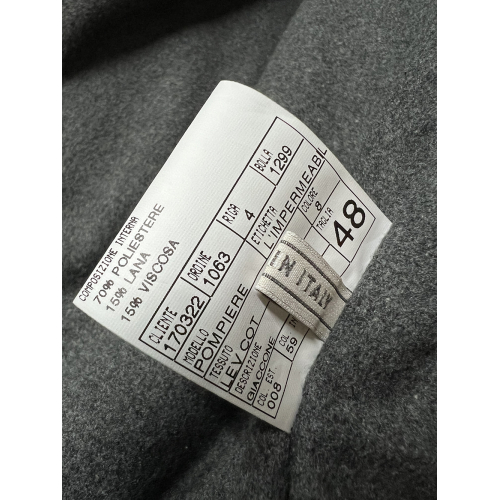 COMPOSIZIONE INTERNA
70% POLIESTERE
15% LANA
15% VISCOSA
CLIENTE ORDINE RIGA BOLLA
170322 1063 4 1299
MODELLO ETICHETTA
POMPIERE L'IMPERMEABIL
TESSUTO COLORE
LEV COT 8
DESCRIZIONE TAGLIA
GIACCONE 48
COL EST. COL
008 59
IN ITALY